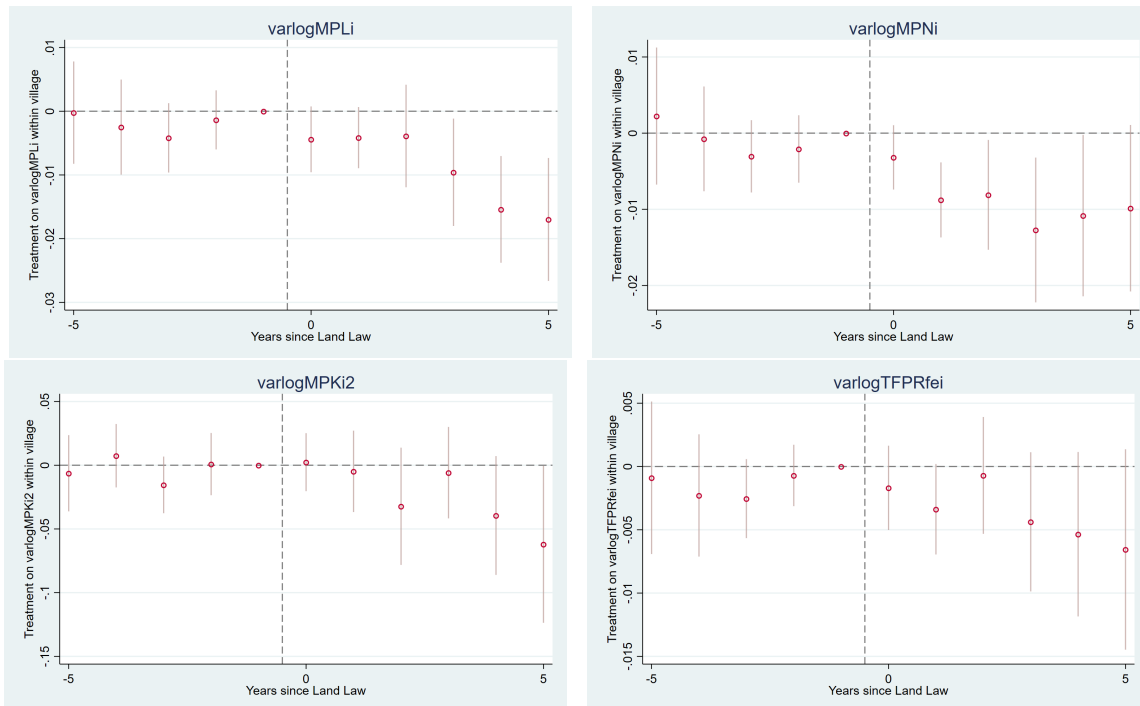 varlogMPLi
Treatment on varlogMPLi within village
.01
0
-.01
-.02
-.03
-5
0
5
Years since Land Law
varlogMPNi
Treatment on varlogMPNi within village
.01
0
-.01
-.02
-5
0
5
Years since Land Law
varlogMPKi2
Treatment on varlogMPKi2 within village
.05
0
-.05
-.1
-.15
-5
0
5
Years since Land Law
varlogTFPRfei
Treatment on varlogTFPRfei within village
.005
0
-.005
-.01
-.015
-5
0
5
Years since Land Law